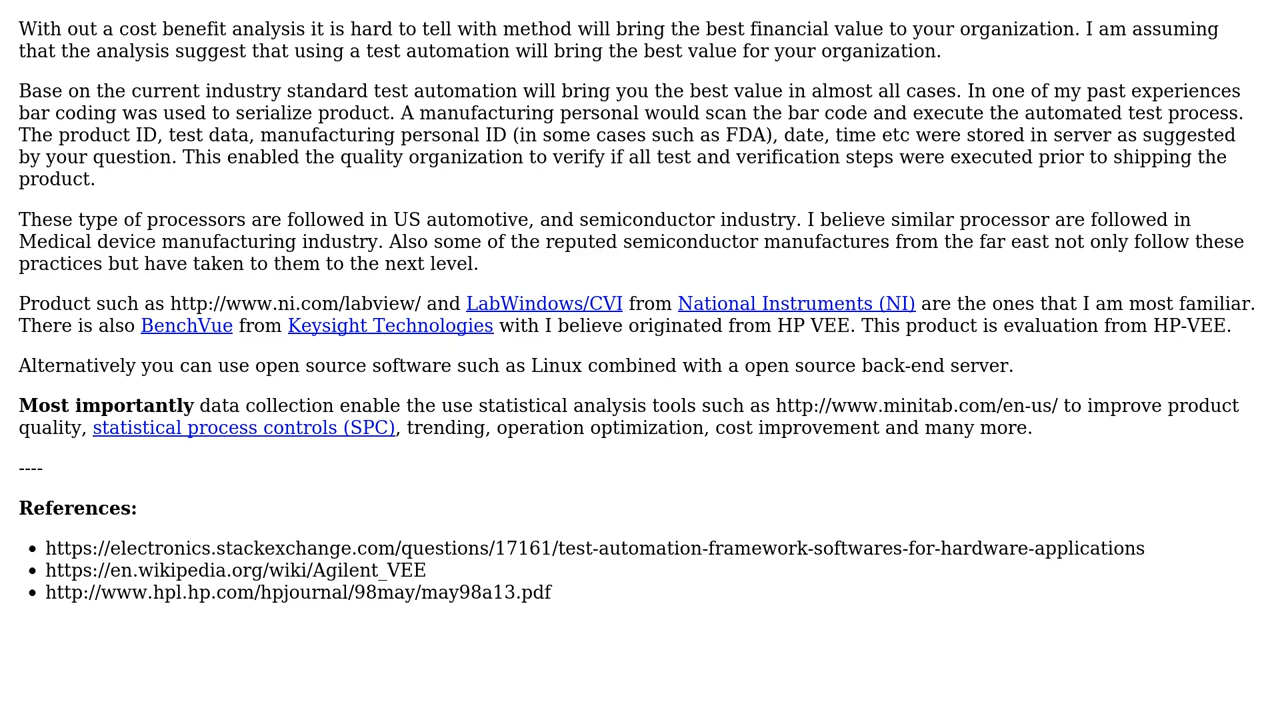 With out a cost benefit analysis it is hard to tell with method will bring the best financial value to your organization. I am assuming
that the analysis suggest that using a test automation will bring the best value for your organization.
Base on the current industry standard test automation will bring you the best value in almost all cases. In one of my past experiences
bar coding was used to serialize product. A manufacturing personal would scan the bar code and execute the automated test process.
The product ID, test data, manufacturing personal ID (in some cases such as FDA), date, time etc were stored in server as suggested
by your question. This enabled the quality organization to verify if all test and verification steps were executed prior to shipping the
product.
These type of processors are followed in US automotive, and semiconductor industry. I believe similar processor are followed in
Medical device manufacturing industry. Also some of the reputed semiconductor manufactures from the far east not only follow these
practices but have taken to them to the next level.
Product such as http://www.ni.com/labview/ and LabWindows/CVI from National Instruments (NI) are the ones that I am most familiar.
There is also BenchVue from Keysight Technologies with I believe originated from HP VEE. This product is evaluation from HP-VEE.
Alternatively you can use open source software such as Linux combined with a open source back-end server.
Most importantly data collection enable the use statistical analysis tools such as http://www.minitab.com/en-us/ to improve product
quality, statistical process controls (SPC), trending, operation optimization, cost improvement and many more.
----
References:
• https://electronics.stackexchange.com/questions/17161/test-automation-framework-softwares-for-hardware-applications
• https://en.wikipedia.org/wiki/Agilent_VEE
• http://www.hpl.hp.com/hpjournal/98may/may98a13.pdf